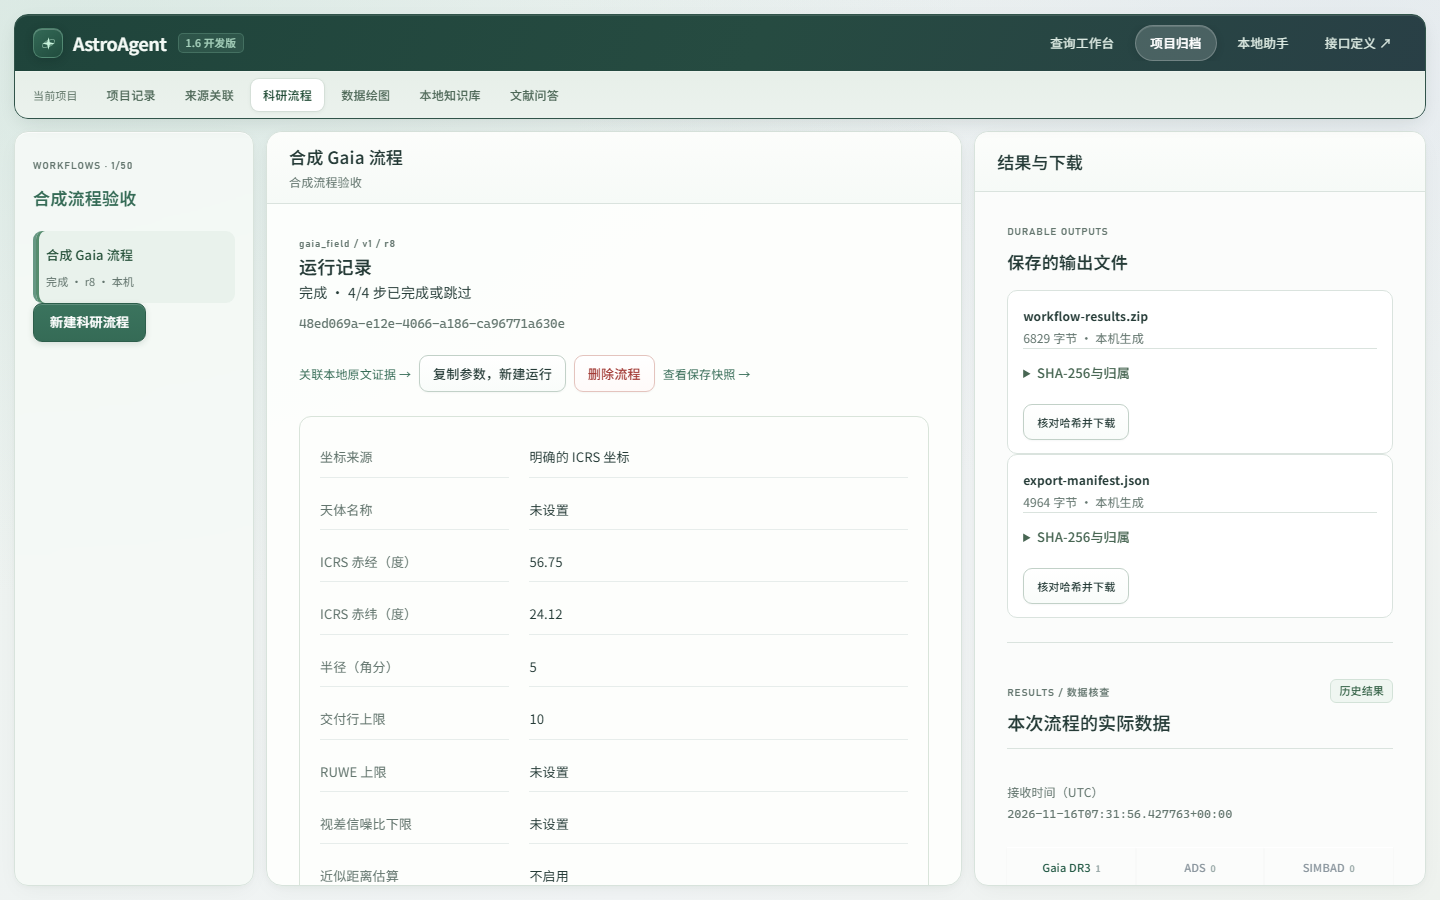 AstroAgent
1.6 开发版
查询工作台
项目归档
本地助手
接口定义 ↗
当前项目
项目记录
来源关联
科研流程
数据绘图
本地知识库
文献问答
WORKFLOWS · 1/50
合成流程验收
合成 Gaia 流程
完成 · r8 · 本机
新建科研流程
合成 Gaia 流程
合成流程验收
gaia_field / v1 / r8
运行记录
完成 · 4/4 步已完成或跳过
48ed069a-e12e-4066-a186-ca96771a630e
关联本地原文证据 →
复制参数，新建运行
删除流程
查看保存快照 →
坐标来源
明确的 ICRS 坐标
天体名称
未设置
ICRS 赤经（度）
56.75
ICRS 赤纬（度）
24.12
半径（角分）
5
交付行上限
10
RUWE 上限
未设置
视差信噪比下限
未设置
近似距离估算
不启用
结果与下载
DURABLE OUTPUTS
保存的输出文件
workflow-results.zip
6829 字节 · 本机生成
▶ SHA-256与归属
核对哈希并下载
export-manifest.json
4964 字节 · 本机生成
▶ SHA-256与归属
核对哈希并下载
RESULTS / 数据核查
历史结果
本次流程的实际数据
接收时间（UTC）
2026-11-16T07:31:56.427763+00:00
Gaia DR3 1
ADS 0
SIMBAD 0